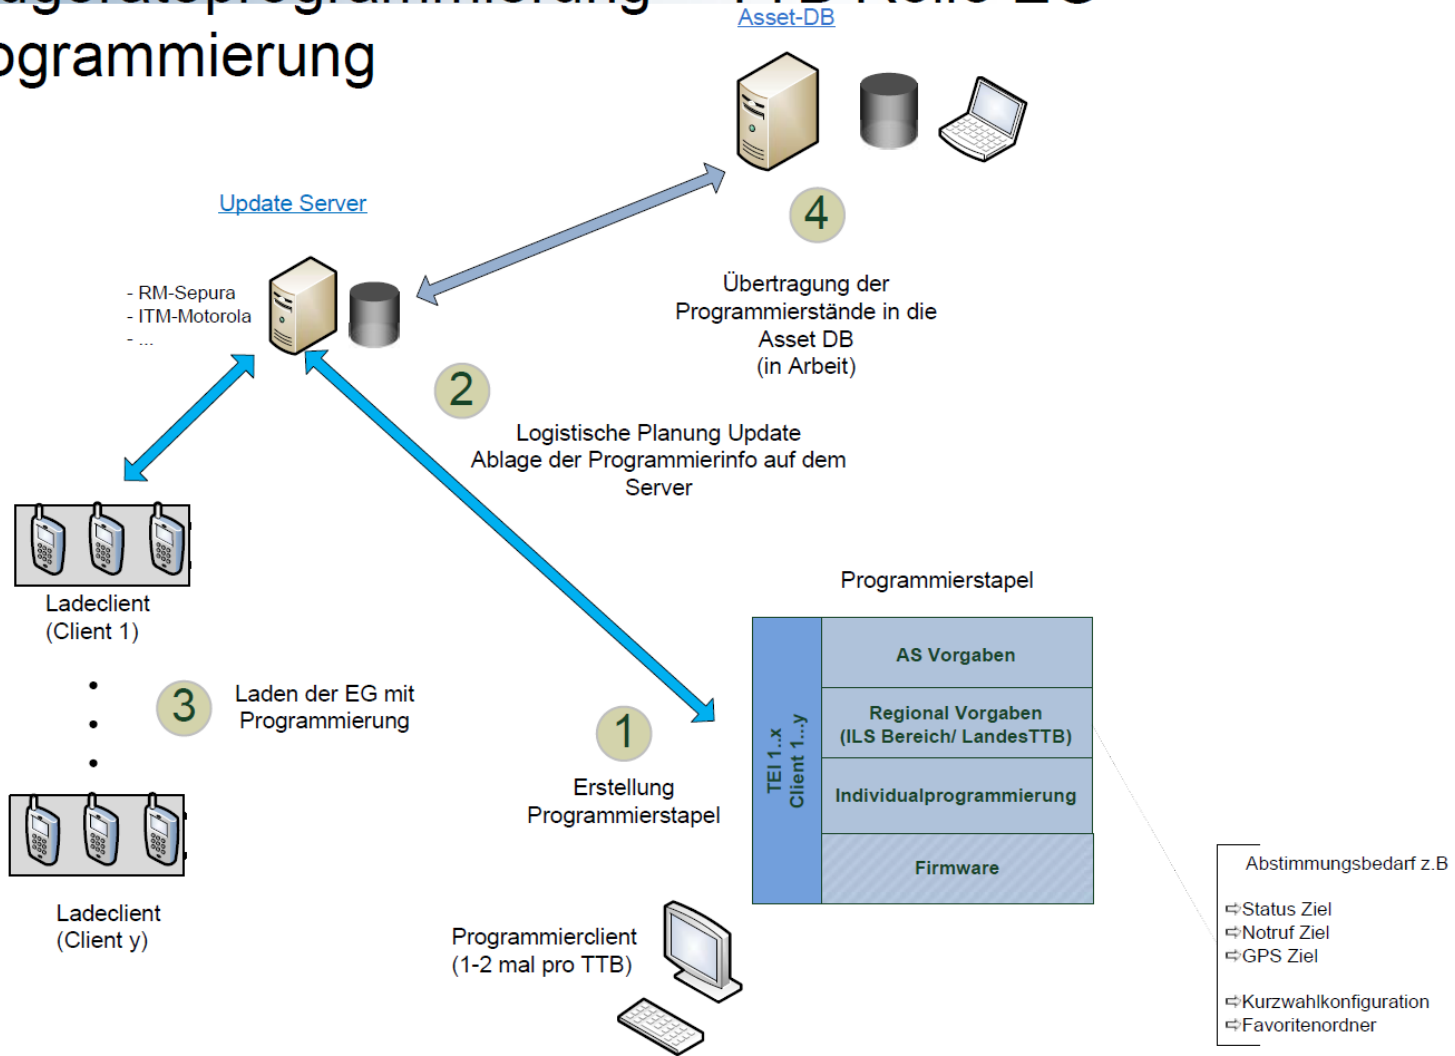 Asset-DB
ogrammierung
Update Server
- RM-Sepura
- ITM-Motorola
- ...
4
Übertragung der
Programmierstände in die
Asset DB
(in Arbeit)
2
Logistische Planung Update
Ablage der Programmierinfo auf dem
Server
Ladeclient
(Client 1)
3
Laden der EG mit
Programmierung
Ladeclient
(Client y)
1
Erstellung
Programmierstapel
Programmierclient
(1-2 mal pro TTB)
Programmierstapel
TEI 1..x
Client 1...y
AS Vorgaben
Regional Vorgaben
(ILS Bereich/ LandesTTB)
Individualprogrammierung
Firmware
Abstimmungsbedarf z.B
⇨Status Ziel
⇨Notruf Ziel
⇨GPS Ziel
⇨Kurzwahlkonfiguration
⇨Favoritenordner